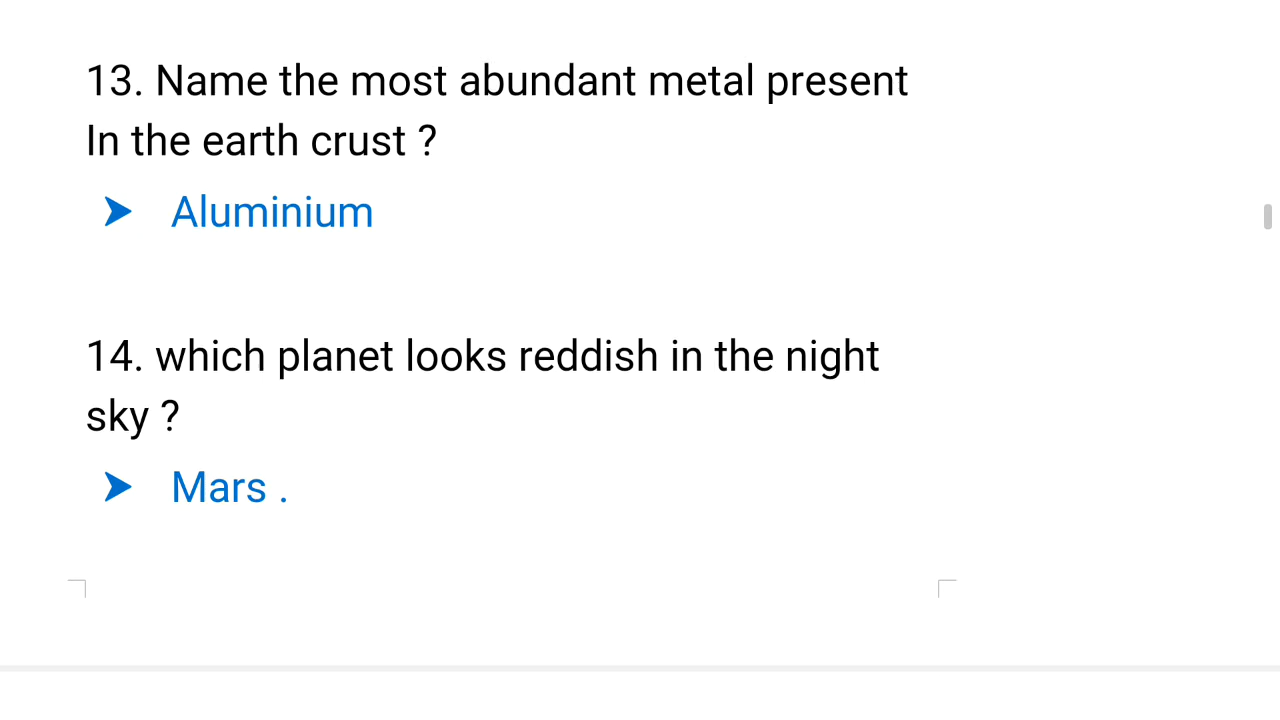 13. Name the most abundant metal present
In the earth crust ?
➤ Aluminium
14. which planet looks reddish in the night
sky ?
➤ Mars .